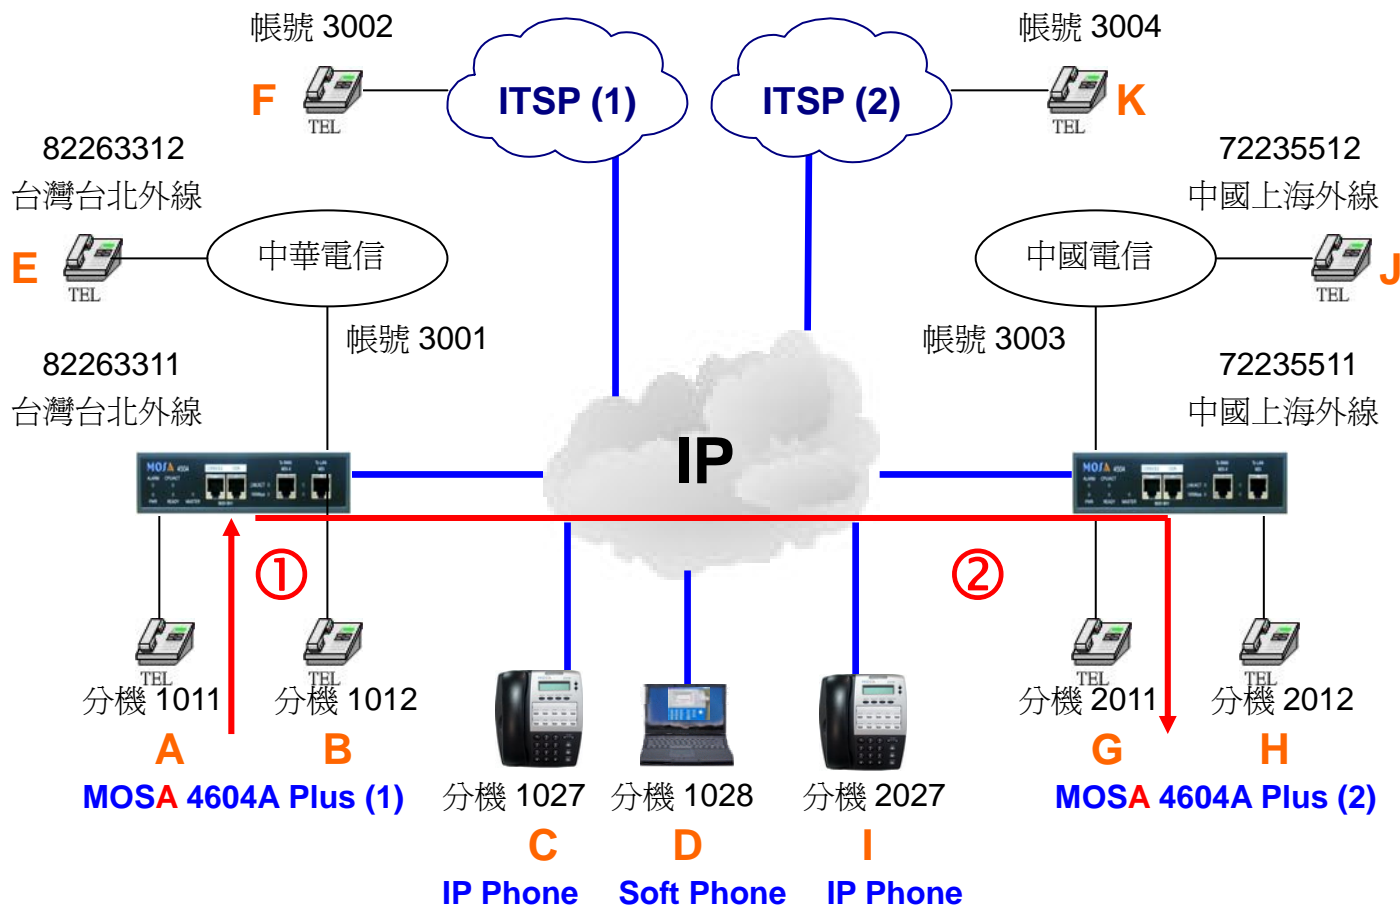 帳號 3002
帳號 3004
F
TEL
ITSP (1)
ITSP (2)
TEL
K
82263312
台灣台北外線
72235512
中國上海外線
E
TEL
中華電信
中國電信
TEL
J
帳號 3001
帳號 3003
82263311
台灣台北外線
72235511
中國上海外線
IP
MOSA 4504
MOSA 4504
①
②
TEL
分機 1011
TEL
分機 1012
TEL
分機 2011
TEL
分機 2012
A
B
G
H
MOSA 4604A Plus (1)
分機 1027
分機 1028
分機 2027
MOSA 4604A Plus (2)
C
D
I
IP Phone
Soft Phone
IP Phone